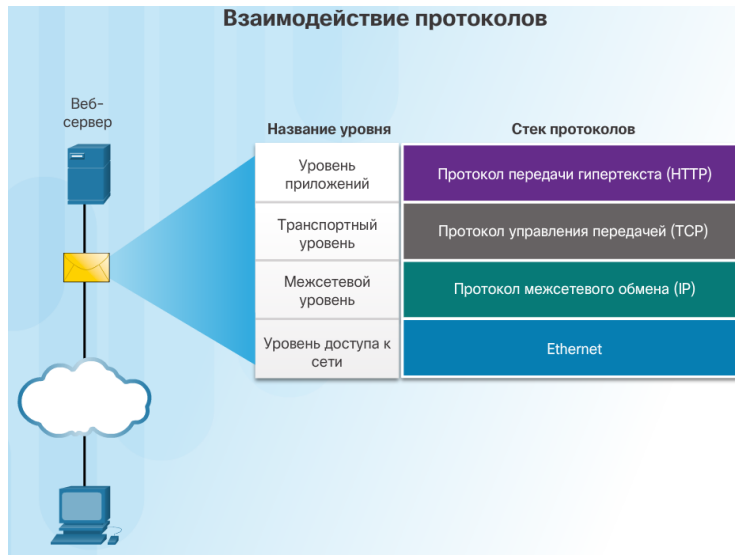 Взаимодействие протоколов
Веб-
сервер
Название уровня
Стек протоколов
Уровень
приложений
Протокол передачи гипертекста (HTTP)
Транспортный
уровень
Протокол управления передачей (TCP)
Межсетевой
уровень
Протокол межсетевого обмена (IP)
Уровень доступа к
сети
Ethernet